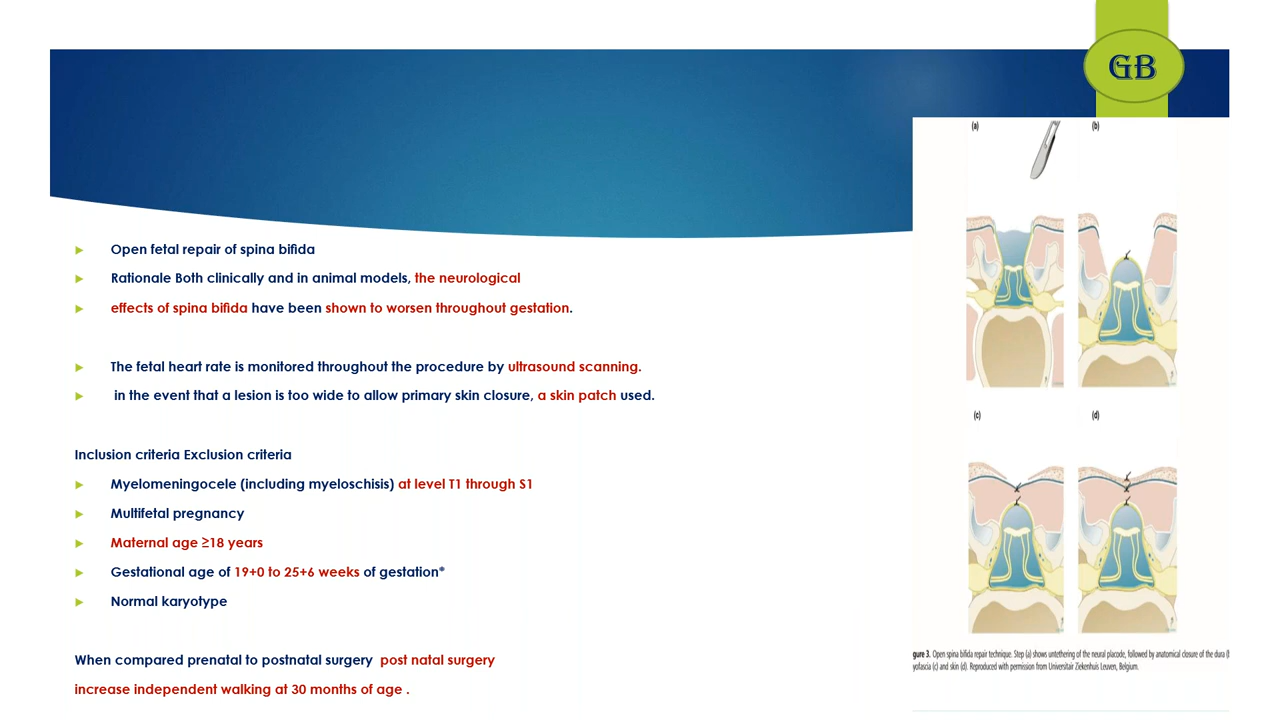 GB
Open fetal repair of spina bifida
Rationale Both clinically and in animal models, the neurological
effects of spina bifida have been shown to worsen throughout gestation.
The fetal heart rate is monitored throughout the procedure by ultrasound scanning.
in the event that a lesion is too wide to allow primary skin closure, a skin patch used.
Inclusion criteria Exclusion criteria
Myelomeningocele (including myeloschisis) at level T1 through S1
Multifetal pregnancy
Maternal age ≥18 years
Gestational age of 19+0 to 25+6 weeks of gestation*
Normal karyotype
When compared prenatal to postnatal surgery post natal surgery
increase independent walking at 30 months of age .
(a)
(b)
(c)
(d)
gure 3. Open spina bifida repair technique. Step (a) shows untethering of the neural placode, followed by anatomical closure of the dura (b
yofascia (c) and skin (d). Reproduced with permission from Universitair Ziekenhuis Leuven, Belgium.